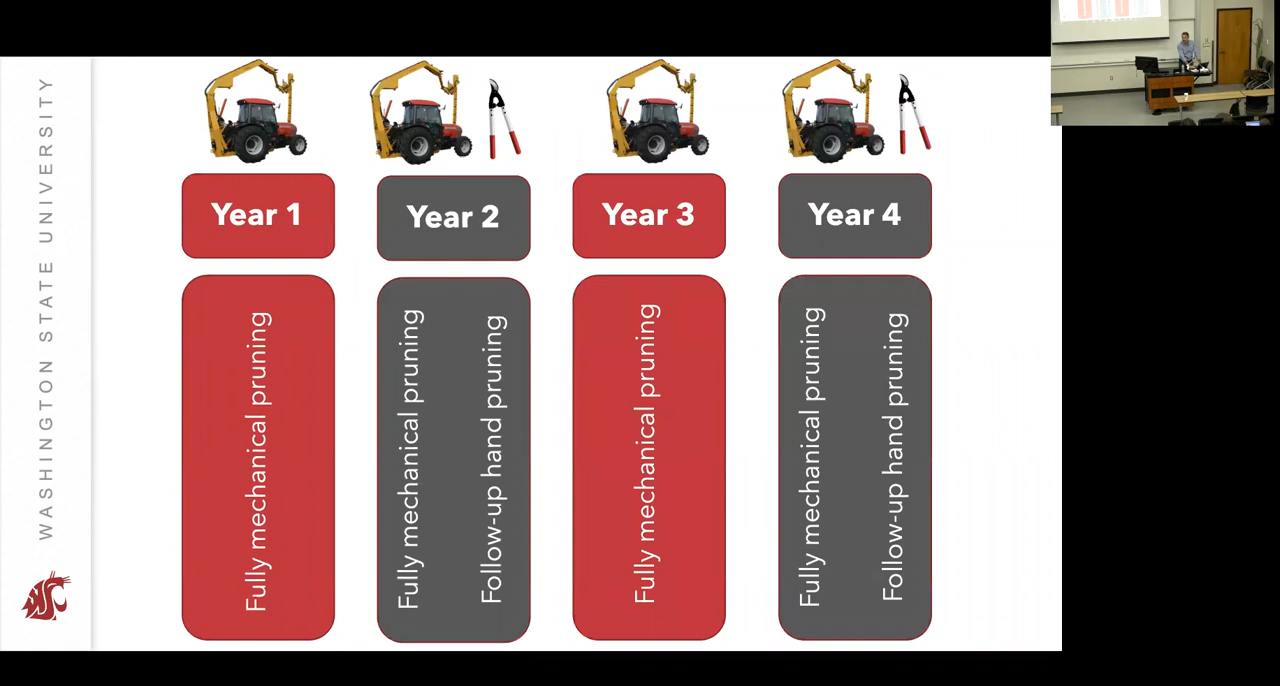 WASHINGTON STATE UNIVERSITY
Year 1
Year 2
Year 3
Year 4
Fully mechanical pruning
Fully mechanical pruning
Follow-up hand pruning
Fully mechanical pruning
Fully mechanical pruning
Follow-up hand pruning